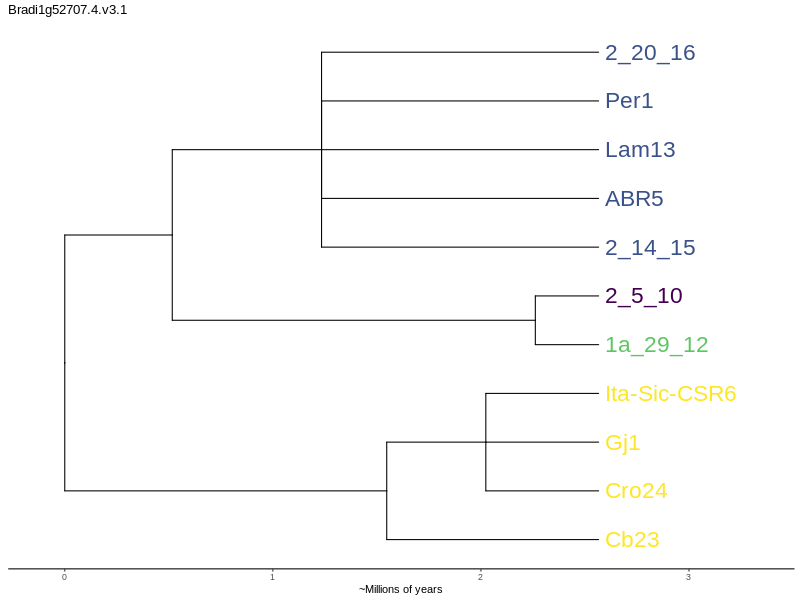 Bradi1g52707.4.v3.1
2_20_16
Per1
Lam13
ABR5
2_14_15
2_5_10
1a_29_12
Ita-Sic-CSR6
Gj1
Cro24
Cb23
0 1 2 3
~Millions of years